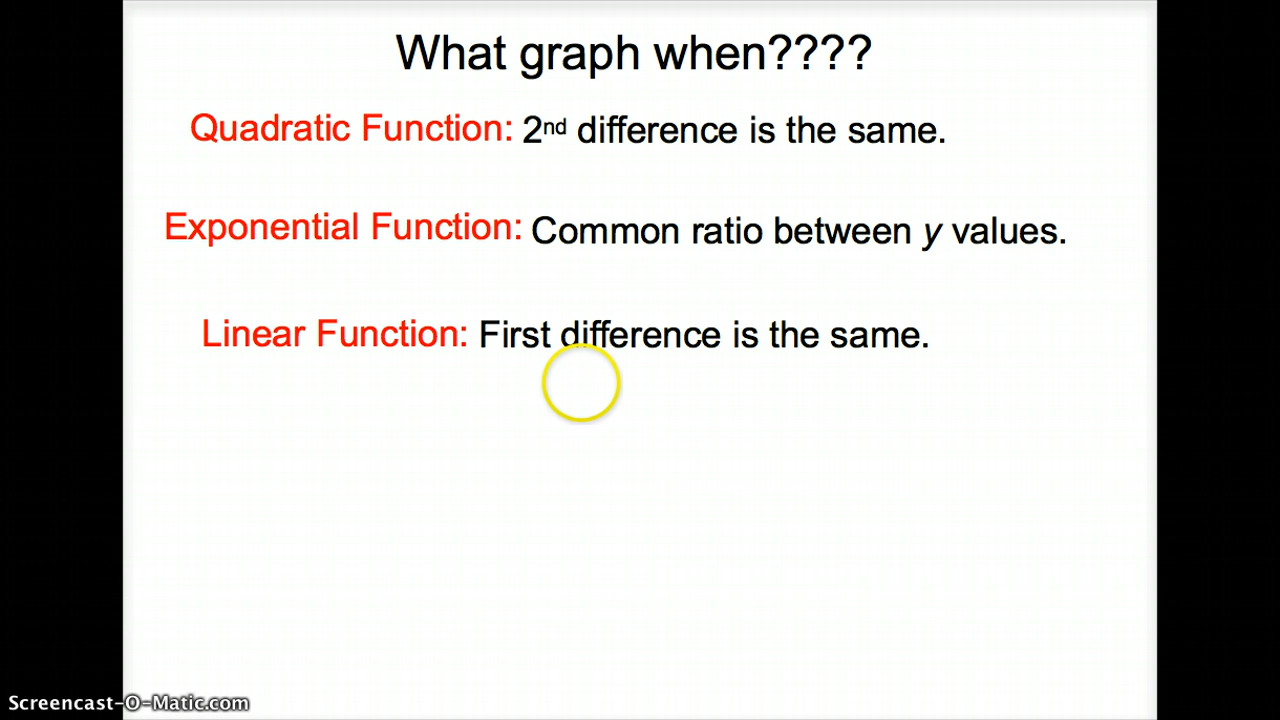 What graph when????
Quadratic Function: 2nd difference is the same.
Exponential Function: Common ratio between y values.
Linear Function: First difference is the same.
Screencast-O-Matic.com